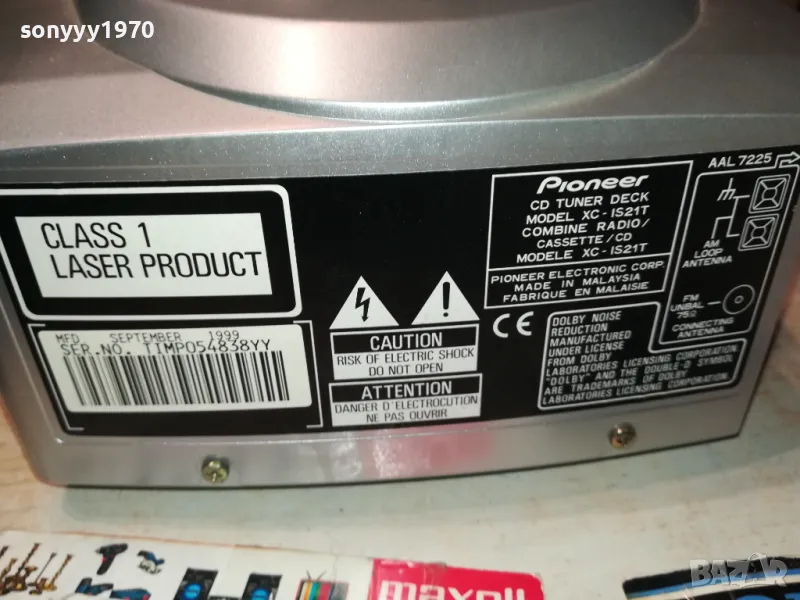 sonyyy1970
CLASS 1
LASER PRODUCT
MFD. SEPTEMBER 1999
SER.NO. TIMP054838YY
CAUTION
RISK OF ELECTRIC SHOCK
DO NOT OPEN
ATTENTION
DANGER D'ELECTROCUTION
NE PAS OUVRIR
Pioneer
CD TUNER DECK
MODEL XC-IS21T
COMBINE RADIO/
CASSETTE/CD
MODELE XC-IS21T
PIONEER ELECTRONIC CORP.
MADE IN MALAYSIA
FABRIQUE EN MALAISIE
CE
DOLBY NOISE
REDUCTION
MANUFACTURED
UNDER LICENSE
FROM DOLBY
LABORATORIES LICENSING CORPORATION.
"DOLBY" AND THE DOUBLE-D SYMBOL
ARE TRADEMARKS OF DOLBY
LABORATORIES LICENSING CORPORATION.
AAL 7225
AM
LOOP
ANTENNA
FM
UNBAL
75Ω
CONNECTING
ANTENNA
maxell
BAZAR